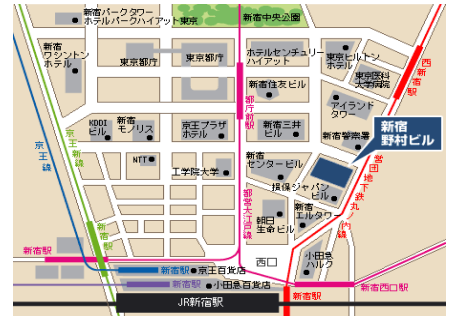 新宿パークタワー
ホテルパークハイアット東京
新宿中央公園
新宿
ワシントン
ホテル
東京都庁
東京都庁
ホテルセンチュリー
ハイアット
東京ヒルトン
ホテル
西新宿駅
東京医科
大学病院
新宿住友ビル
都庁前駅
アイランド
タワー
KDDI
ビル
新宿
モノリス
京王プラザ
ホテル
新宿三井
ビル
新宿警察署
新宿
野村ビル
京王線
京王新線
NTT
工学院大学
新宿
センタービル
損保ジャパン
ビル
営団地下鉄丸ノ内線
都営大江戸線
朝日
生命ビル
新宿
エルタワー
新宿駅
西口
小田急
ハルク
新宿駅
新宿駅
京王百貨店
新宿駅
小田急百貨店
新宿西口駅
JR新宿駅
新宿駅